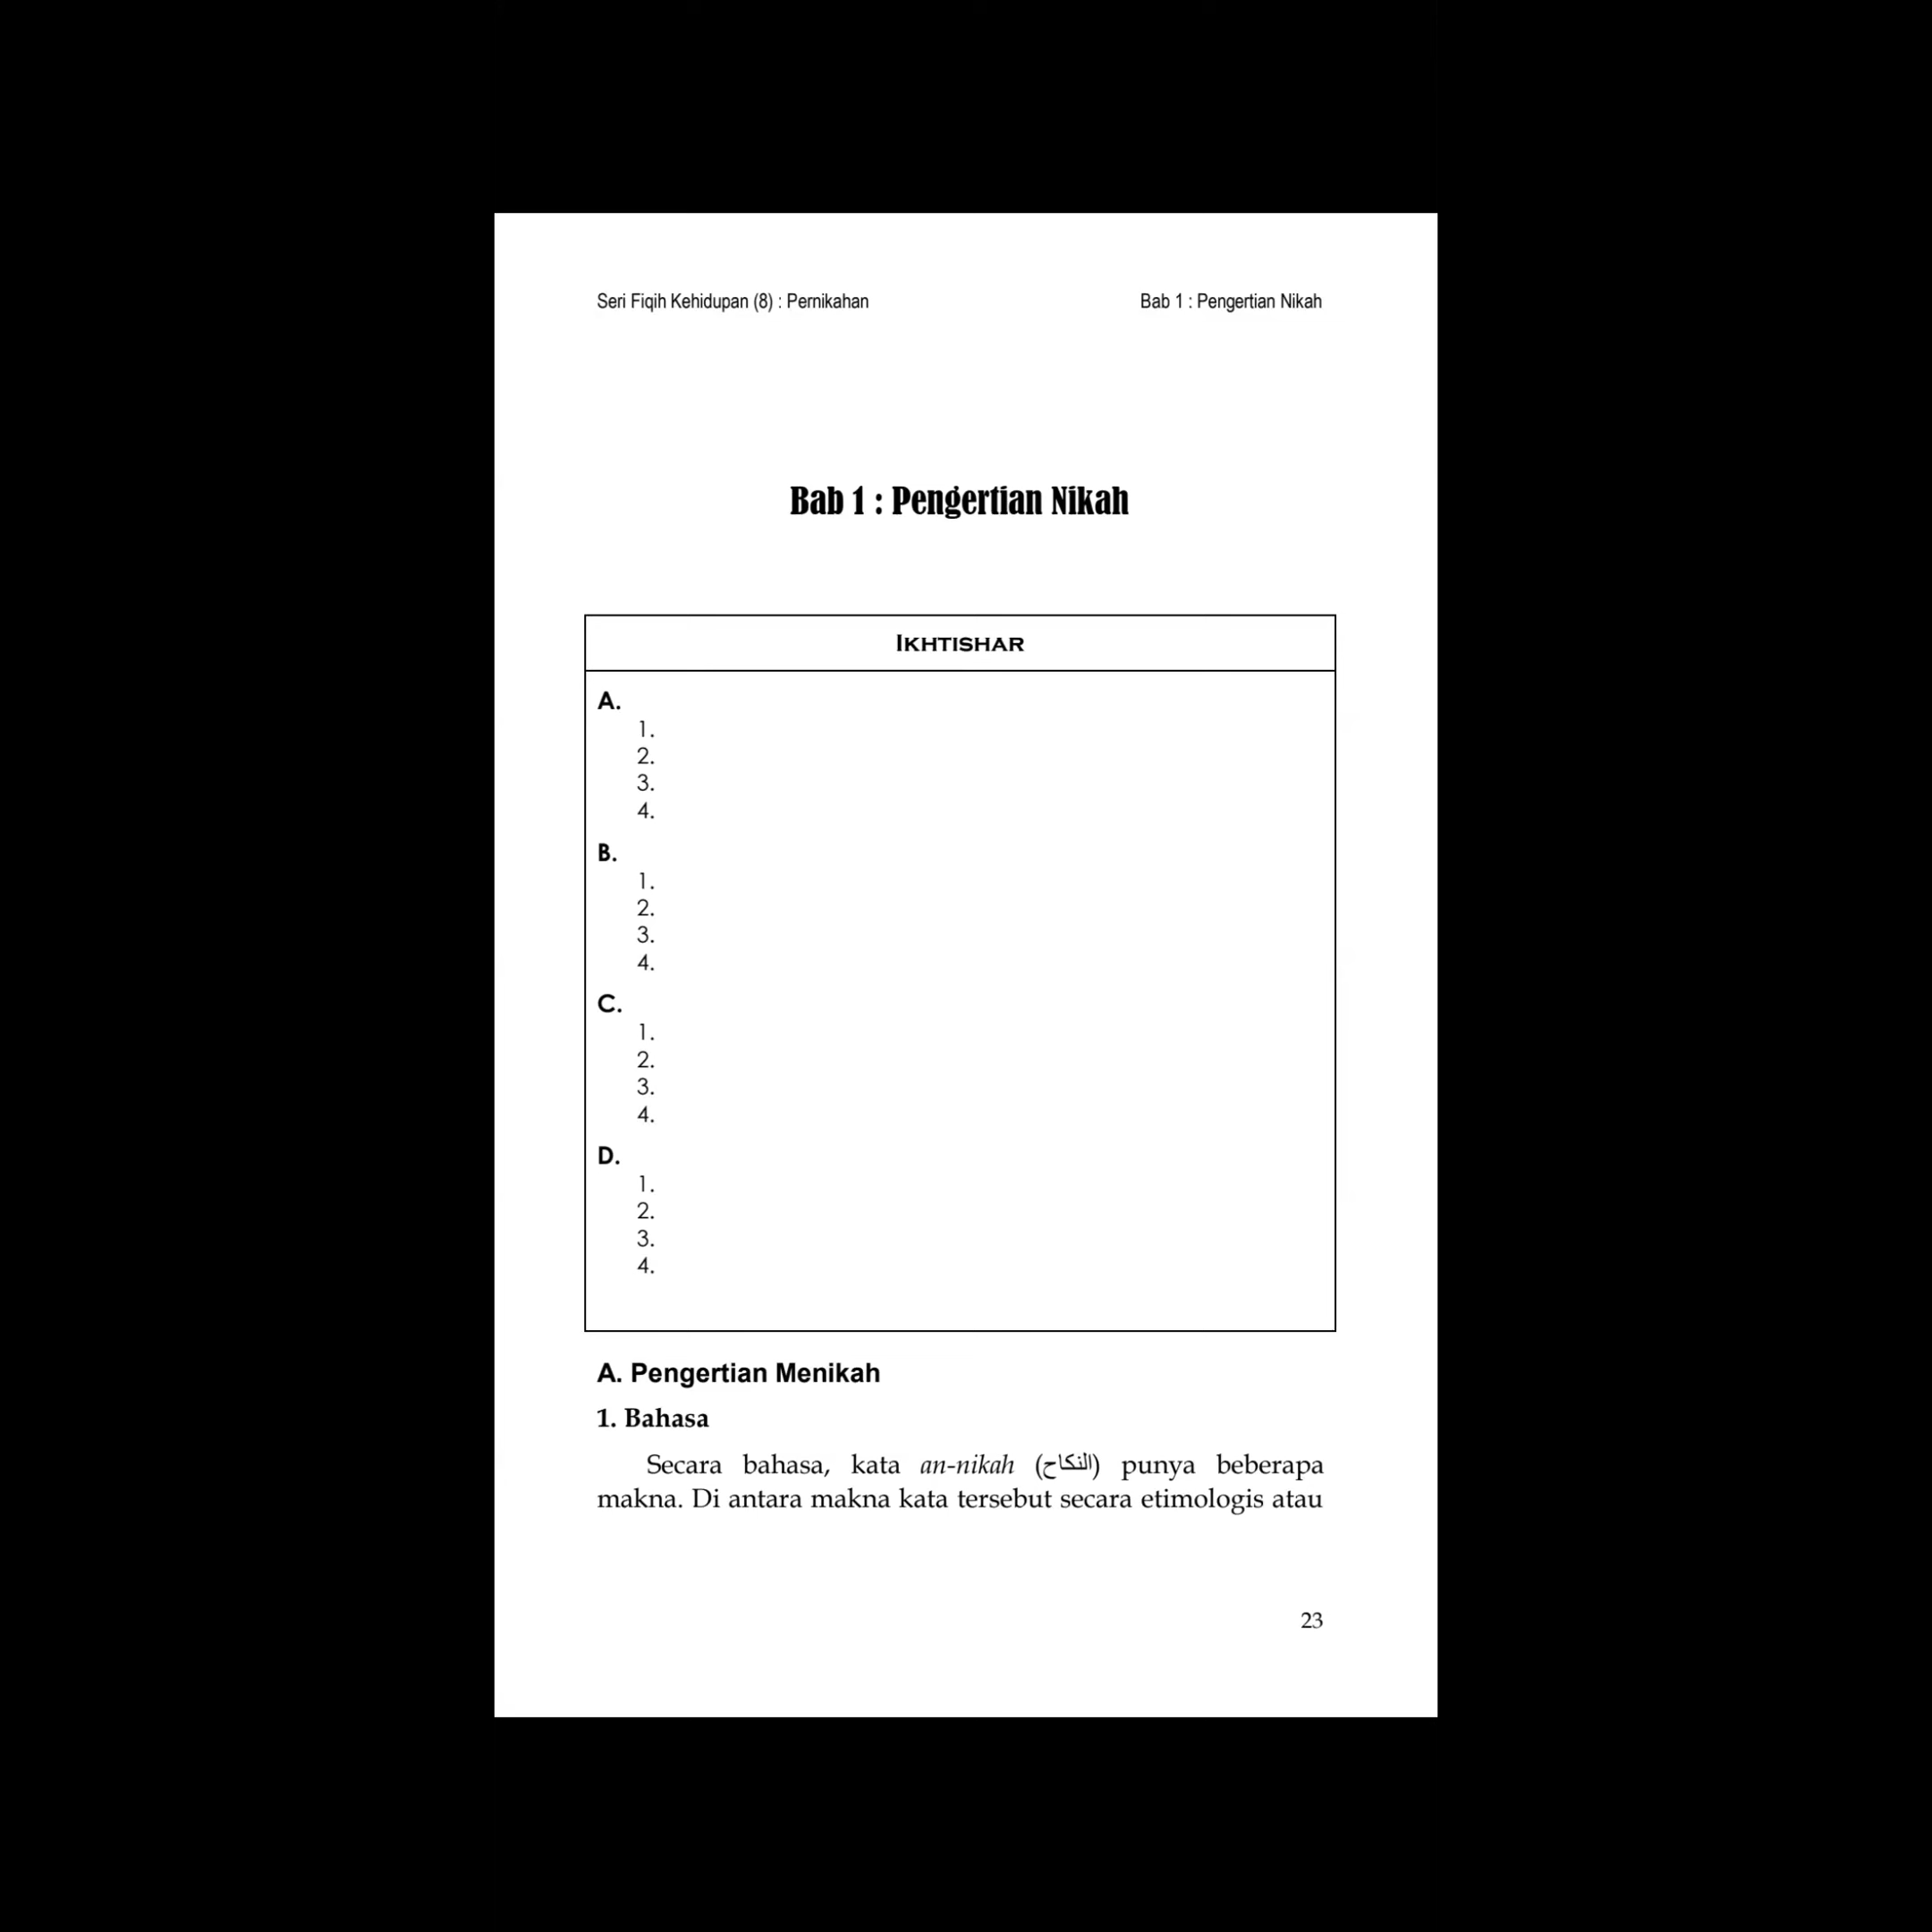 Seri Fiqih Kehidupan (8) : Pernikahan Bab 1 : Pengertian Nikah
Bab 1 : Pengertian Nikah
IKHTISHAR
A.
1.
2.
3.
4.
B.
1.
2.
3.
4.
C.
1.
2.
3.
4.
D.
1.
2.
3.
4.
A. Pengertian Menikah
1. Bahasa
Secara bahasa, kata an-nikah (النكاح) punya beberapa
makna. Di antara makna kata tersebut secara etimologis atau
23